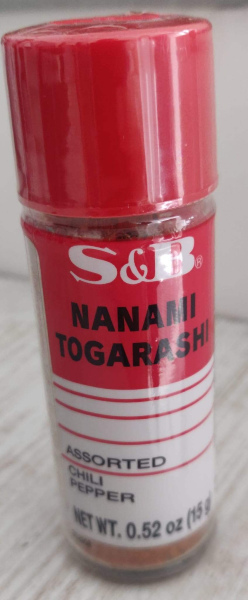 S&B®
NANAMI
TOGARASHI
ASSORTED
CHILI
PEPPER
NET WT. 0.52 oz (15 g